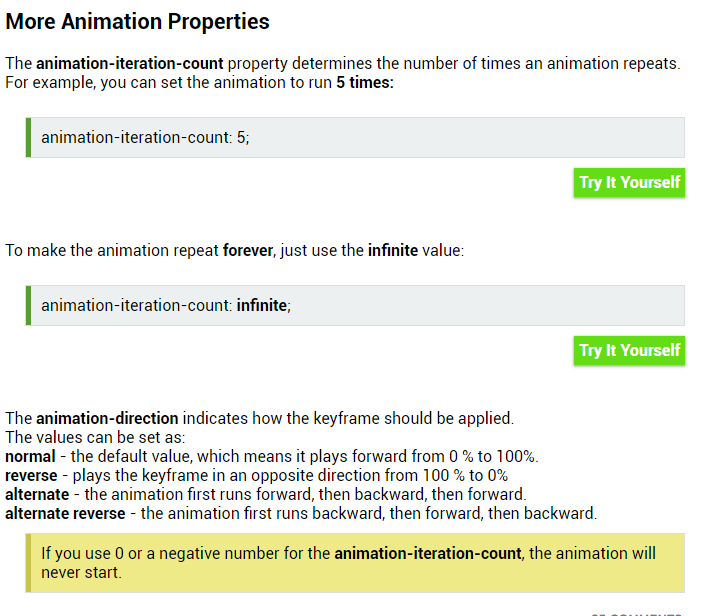 More Animation Properties
The animation-iteration-count property determines the number of times an animation repeats.
For example, you can set the animation to run 5 times:
animation-iteration-count: 5;
Try It Yourself
To make the animation repeat forever, just use the infinite value:
animation-iteration-count: infinite;
Try It Yourself
The animation-direction indicates how the keyframe should be applied.
The values can be set as:
normal - the default value, which means it plays forward from 0 % to 100%.
reverse - plays the keyframe in an opposite direction from 100 % to 0%
alternate - the animation first runs forward, then backward, then forward.
alternate reverse - the animation first runs backward, then forward, then backward.
If you use 0 or a negative number for the animation-iteration-count, the animation will
never start.